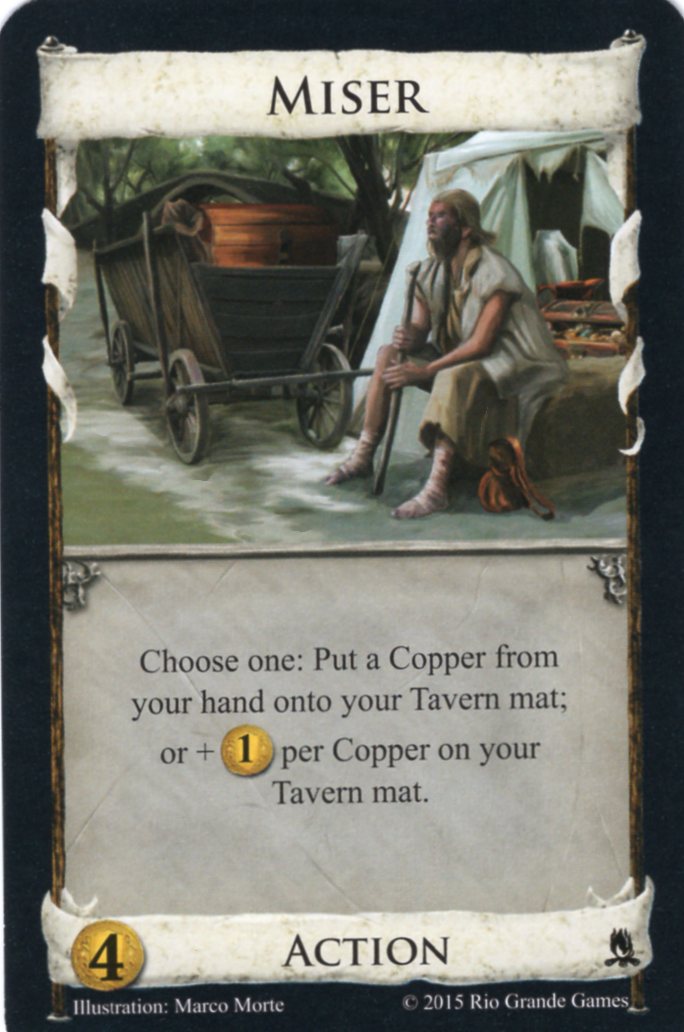 MISER
Choose one: Put a Copper from
your hand onto your Tavern mat;
or + 1 per Copper on your
Tavern mat.
4
ACTION
Illustration: Marco Morte
© 2015 Rio Grande Games